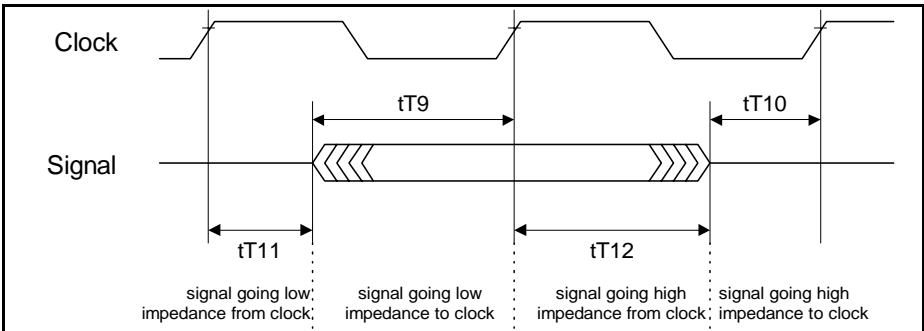 Clock
tT9
tT10
Signal
tT11
tT12
signal going low
impedance from clock
signal going low
impedance to clock
signal going high
impedance from clock
signal going high
impedance to clock